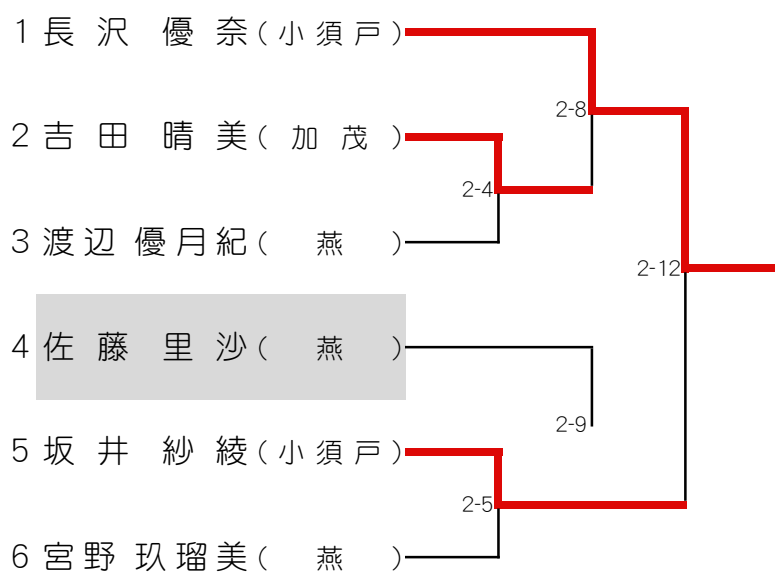 1 長沢 優奈(小須戸)
2-8
2 吉田 晴美(加茂)
2-4
3 渡辺 優月紀(燕)
2-12
4 佐藤 里沙(燕)
2-9
5 坂井 紗綾(小須戸)
2-5
6 宮野 玖瑠美(燕)